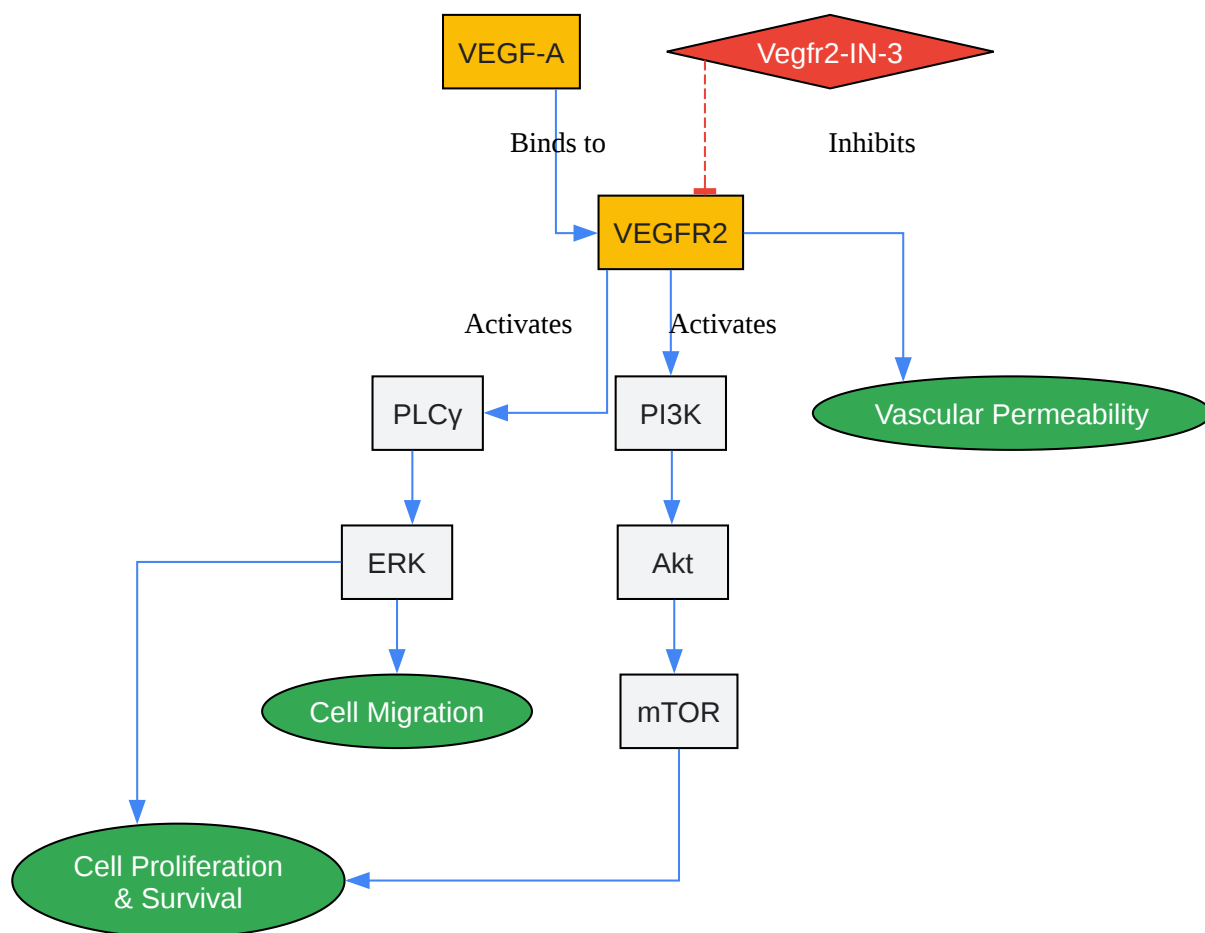 VEGF-A
Vegfr2-IN-3
Binds to
Inhibits
VEGFR2
Activates
Activates
PLCγ
PI3K
Vascular Permeability
ERK
Akt
Cell Migration
mTOR
Cell Proliferation
& Survival